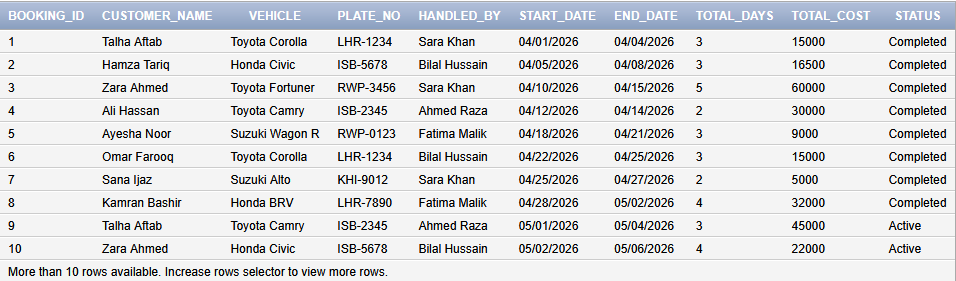 BOOKING_ID CUSTOMER_NAME VEHICLE PLATE_NO HANDLED_BY START_DATE END_DATE TOTAL_DAYS TOTAL_COST STATUS
1 Talha Aftab Toyota Corolla LHR-1234 Sara Khan 04/01/2026 04/04/2026 3 15000 Completed
2 Hamza Tariq Honda Civic ISB-5678 Bilal Hussain 04/05/2026 04/08/2026 3 16500 Completed
3 Zara Ahmed Toyota Fortuner RWP-3456 Sara Khan 04/10/2026 04/15/2026 5 60000 Completed
4 Ali Hassan Toyota Camry ISB-2345 Ahmed Raza 04/12/2026 04/14/2026 2 30000 Completed
5 Ayesha Noor Suzuki Wagon R RWP-0123 Fatima Malik 04/18/2026 04/21/2026 3 9000 Completed
6 Omar Farooq Toyota Corolla LHR-1234 Bilal Hussain 04/22/2026 04/25/2026 3 15000 Completed
7 Sana Ijaz Suzuki Alto KHI-9012 Sara Khan 04/25/2026 04/27/2026 2 5000 Completed
8 Kamran Bashir Honda BRV LHR-7890 Fatima Malik 04/28/2026 05/02/2026 4 32000 Completed
9 Talha Aftab Toyota Camry ISB-2345 Ahmed Raza 05/01/2026 05/04/2026 3 45000 Active
10 Zara Ahmed Honda Civic ISB-5678 Bilal Hussain 05/02/2026 05/06/2026 4 22000 Active
More than 10 rows available. Increase rows selector to view more rows.